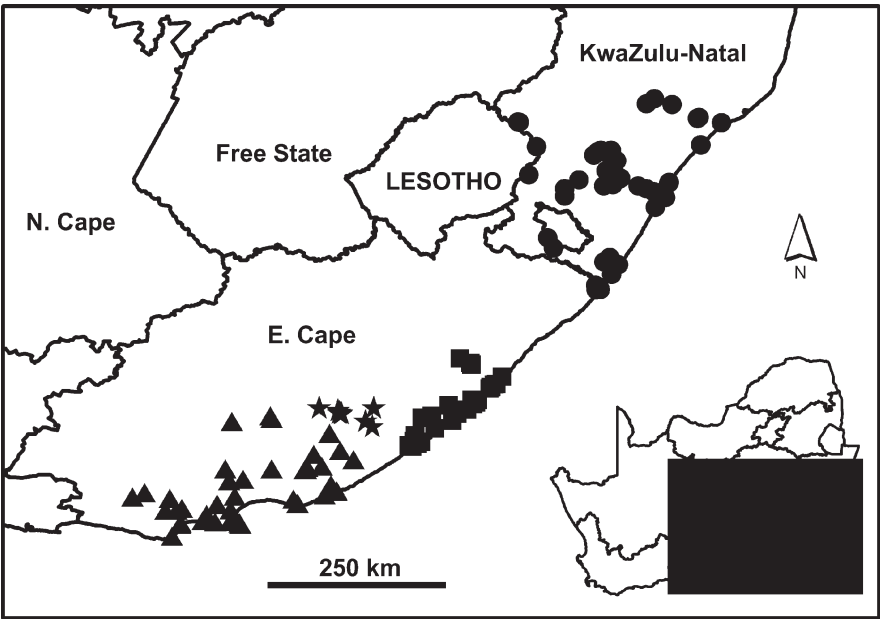 KwaZulu-Natal
Free State
LESOTHO
N. Cape
N
E. Cape
250 km